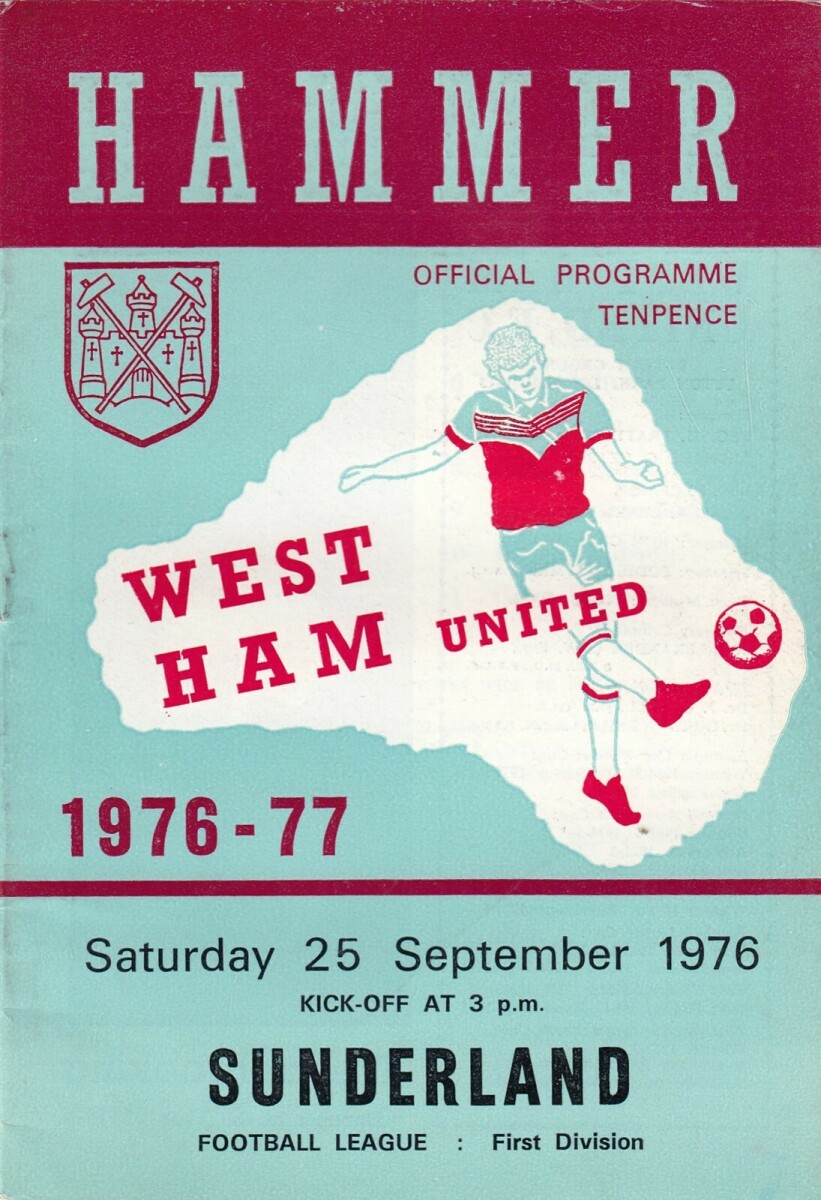 HAMMER
OFFICIAL PROGRAMME
TENPENCE
WEST
HAM UNITED
1976-77
Saturday 25 September 1976
KICK-OFF AT 3 p.m.
SUNDERLAND
FOOTBALL LEAGUE : First Division